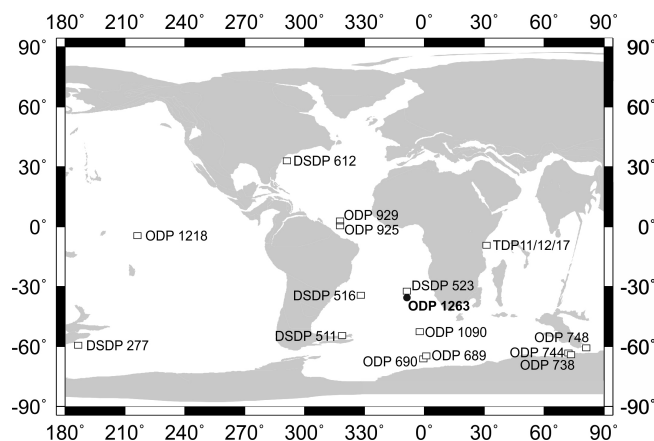 180° 210° 240° 270° 300° 330° 0° 30° 60° 90°
90° 90°
60° 60°
30° 30°
DSDP 612
ODP 929
0° 0°
ODP 925
ODP 1218
TDP11/12/17
DSDP 523
-30° -30°
DSDP 516
ODP 1263
ODP 1090
DSDP 511
DSDP 277
ODP 748
-60° -60°
ODP 690
ODP 689
ODP 744
ODP 738
-90° -90°
180° 210° 240° 270° 300° 330° 0° 30° 60° 90°